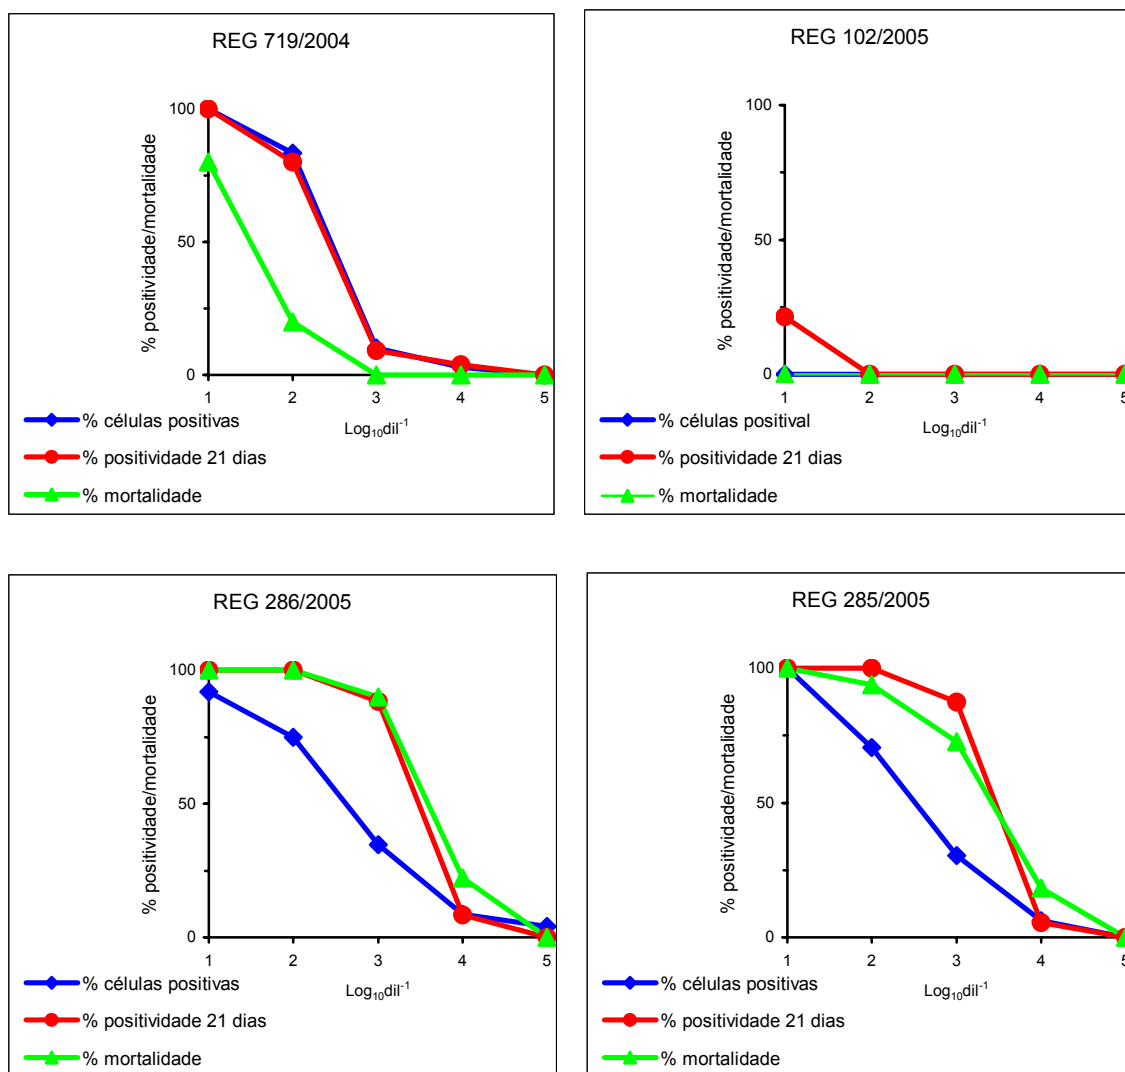 REG 719/2004
% positividade/mortalidade
100
50
0
1 2 3 4 5
Log₁₀dil⁻¹
% células positivas
% positividade 21 dias
% mortalidade
REG 102/2005
% positividade/mortalidade
100
50
0
1 2 3 4 5
Log₁₀dil⁻¹
% células positival
% positividade 21 dias
% mortalidade
REG 286/2005
% positividade/mortalidade
100
50
0
1 2 3 4 5
Log₁₀dil⁻¹
% células positivas
% positividade 21 dias
% mortalidade
REG 285/2005
% positividade/mortalidade
100
50
0
1 2 3 4 5
Log₁₀dil⁻¹
% células positivas
% positividade 21 dias
% mortalidade